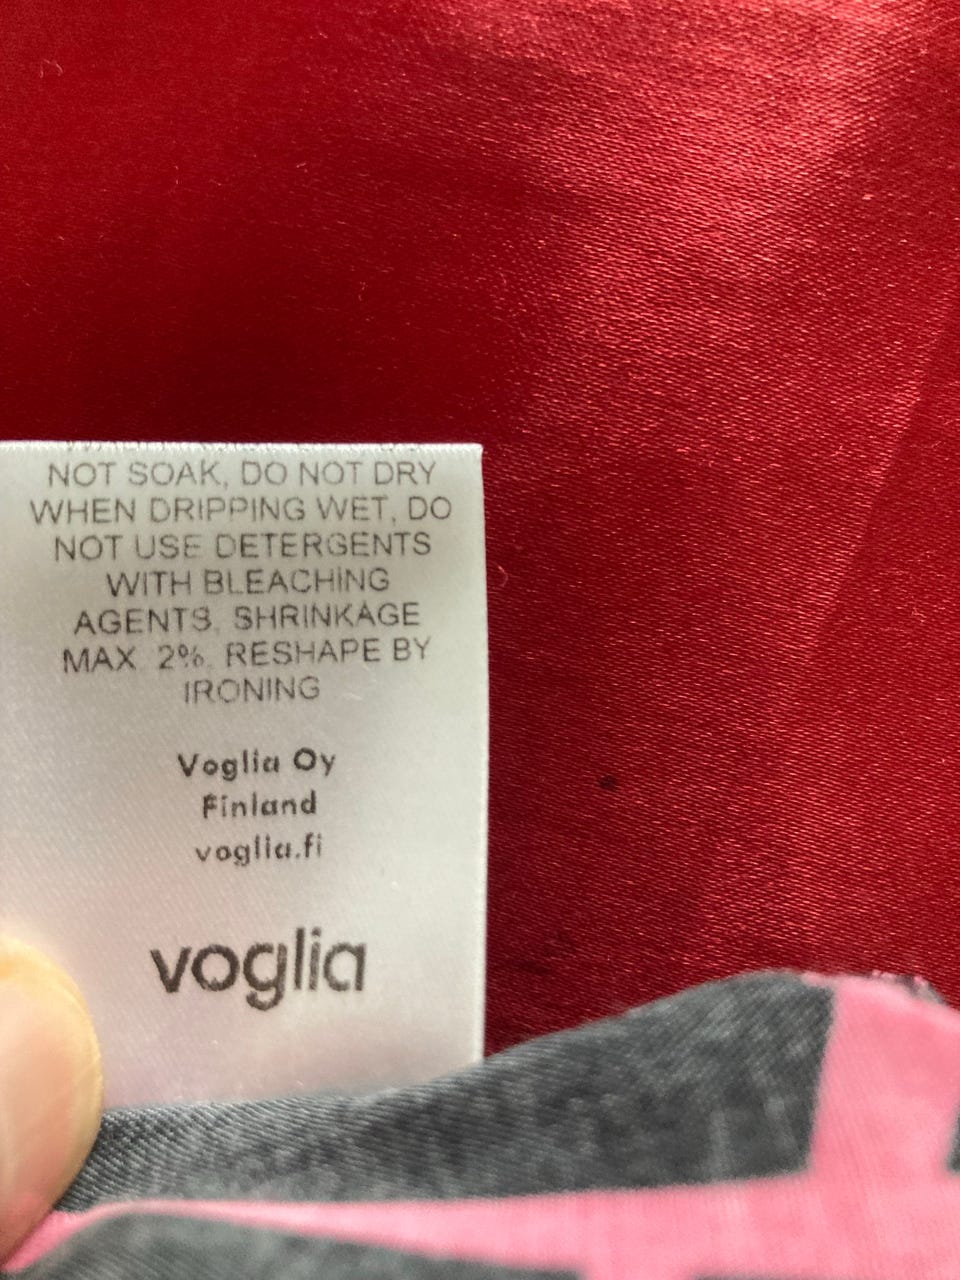 NOT SOAK, DO NOT DRY
WHEN DRIPPING WET, DO
NOT USE DETERGENTS
WITH BLEACHING
AGENTS, SHRINKAGE
MAX. 2%, RESHAPE BY
IRONING
Voglia Oy
Finland
voglia.fi
voglia